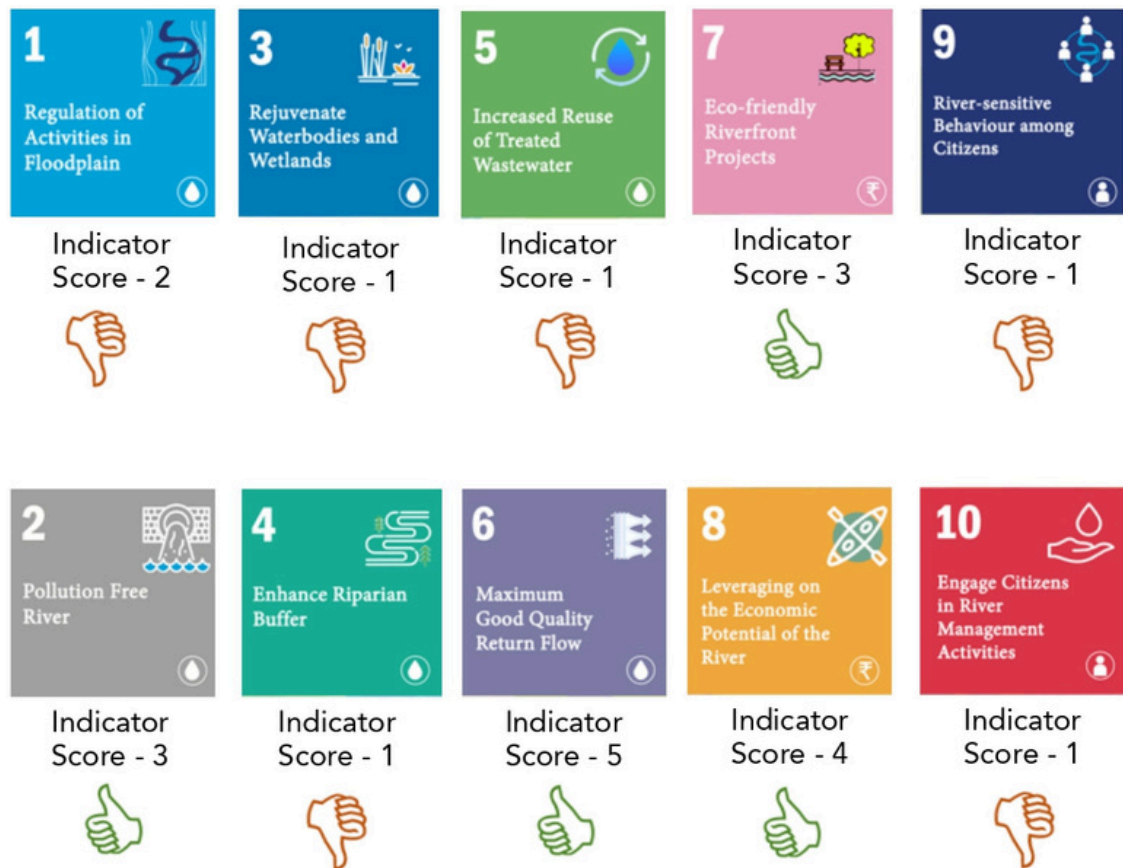 1
Regulation of
Activities in
Floodplain
Indicator
Score - 2
3
Rejuvenate
Waterbodies and
Wetlands
Indicator
Score - 1
5
Increased Reuse
of Treated
Wastewater
Indicator
Score - 1
7
Eco-friendly
Riverfront
Projects
₹
Indicator
Score - 3
9
River-sensitive
Behaviour among
Citizens
Indicator
Score - 1
2
Pollution Free
River
Indicator
Score - 3
4
Enhance Riparian
Buffer
Indicator
Score - 1
6
Maximum
Good Quality
Return Flow
Indicator
Score - 5
8
Leveraging on
the Economic
Potential of the
River
₹
Indicator
Score - 4
10
Engage Citizens
in River
Management
Activities
Indicator
Score - 1